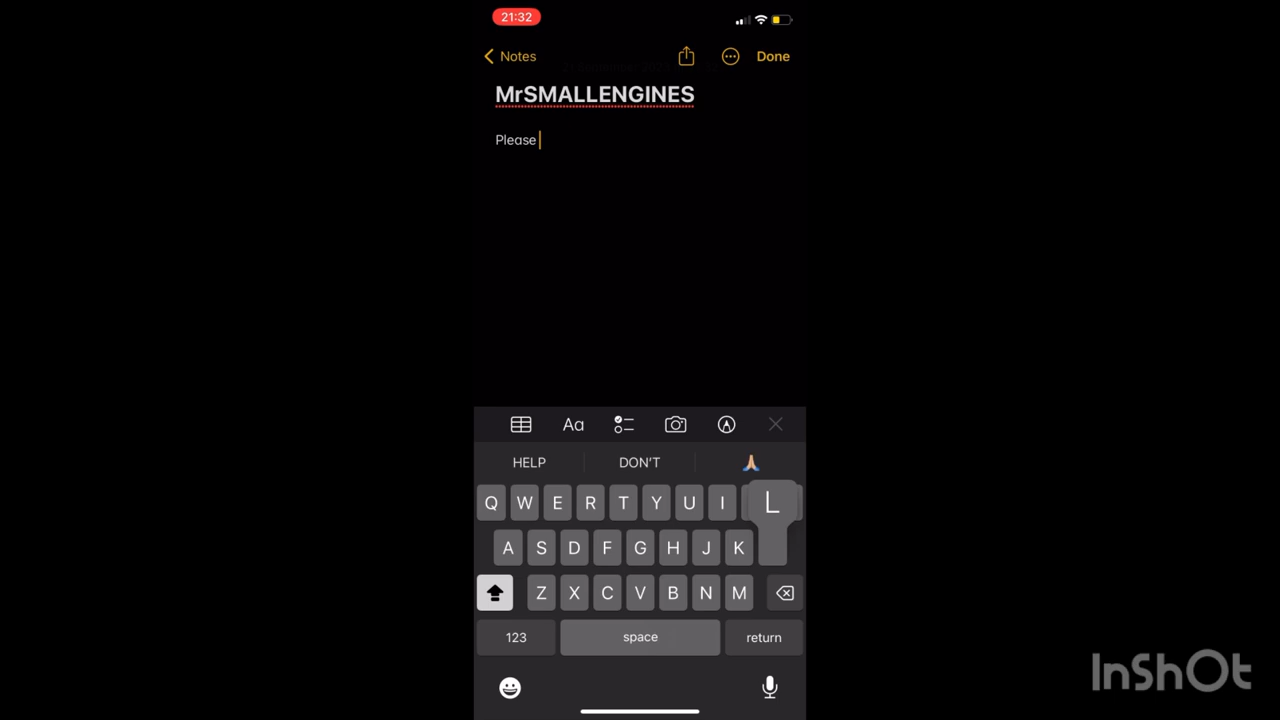 21:32
Notes
Done
MrSMALLENGINES
Please
HELP DON'T
Q W E R T Y U I L
A S D F G H J K
Z X C V B N M
123 space return
InShOt